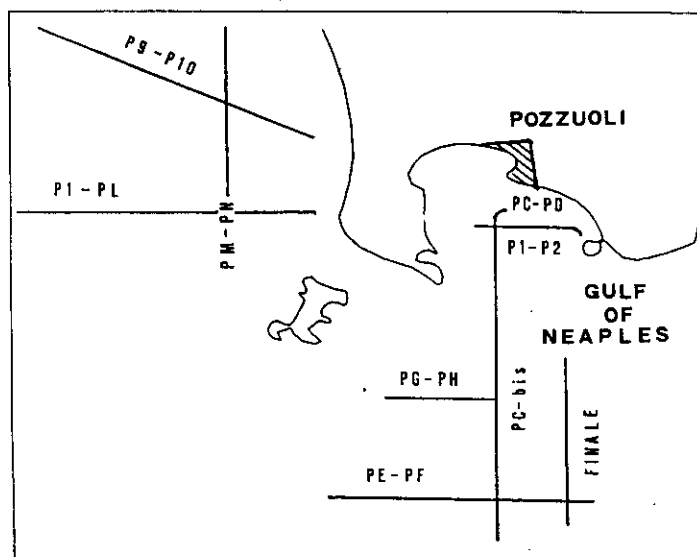 P9-P10
POZZUOLI
P1-PL
PM-PN
PC-PD
P1-P2
GULF
OF
NEAPLES
PG-PH
PC-bis
FINALE
PE-PF